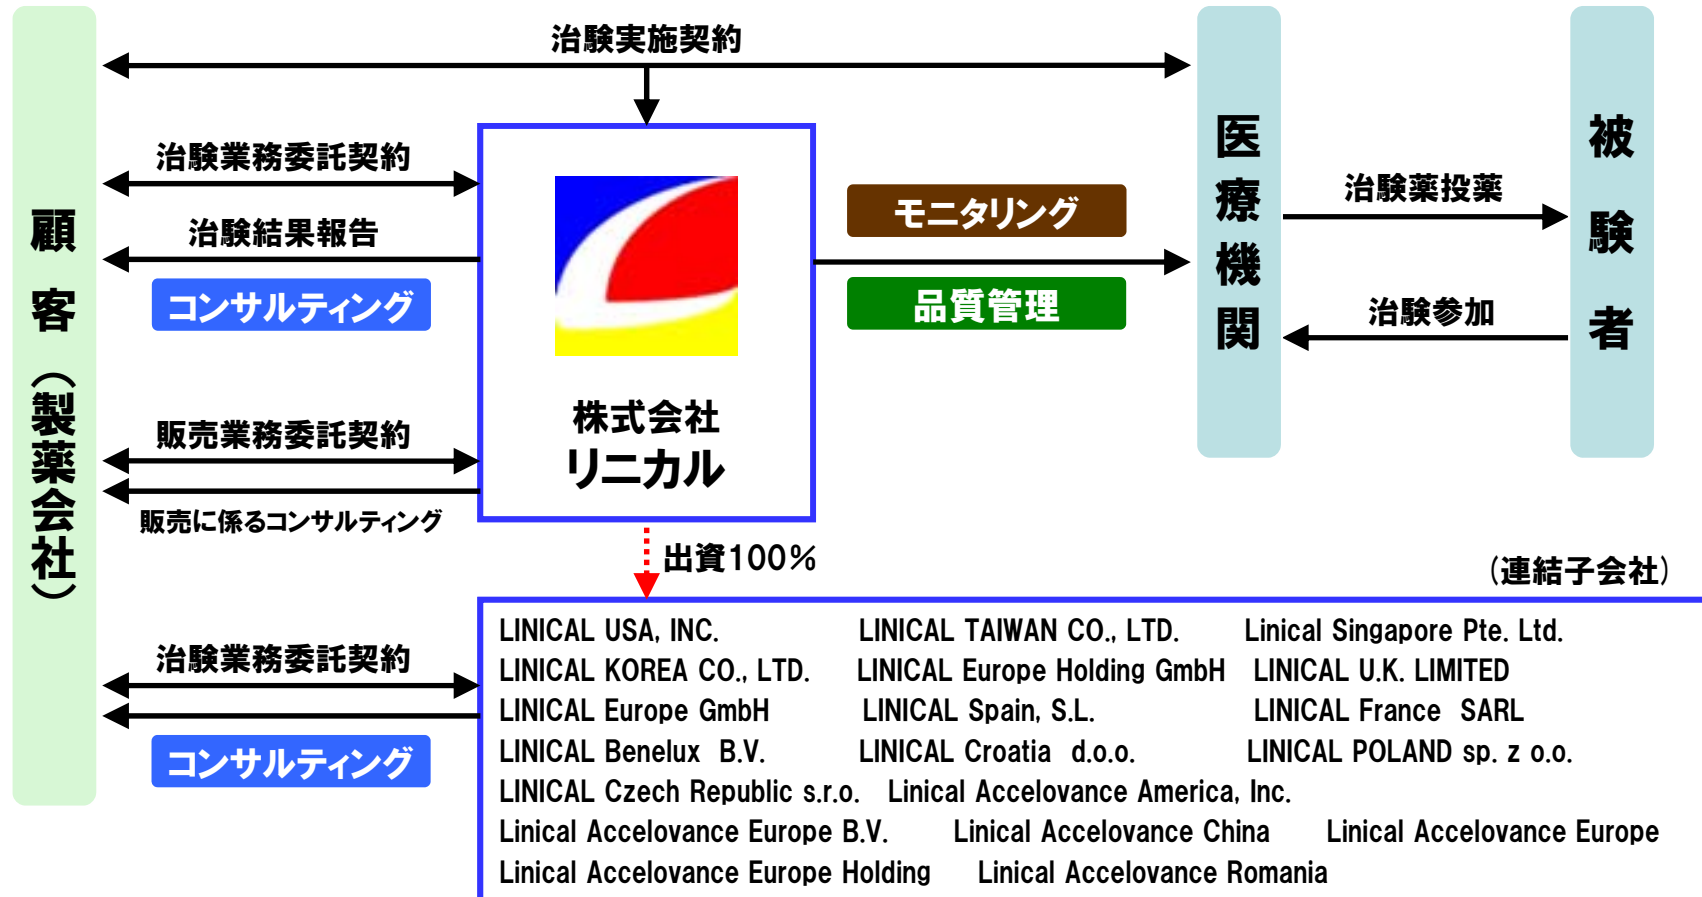 治験実施契約
顧客(製薬会社)
治験業務委託契約
治験結果報告
コンサルティング
販売業務委託契約
販売に係るコンサルティング
株式会社
リニカル
モニタリング
品質管理
医療機関
治験薬投薬
治験参加
被験者
出資100%
(連結子会社)
治験業務委託契約
コンサルティング
LINICAL USA, INC. LINICAL TAIWAN CO., LTD. Linical Singapore Pte. Ltd.
LINICAL KOREA CO., LTD. LINICAL Europe Holding GmbH LINICAL U.K. LIMITED
LINICAL Europe GmbH LINICAL Spain, S.L. LINICAL France SARL
LINICAL Benelux B.V. LINICAL Croatia d.o.o. LINICAL POLAND sp. z o.o.
LINICAL Czech Republic s.r.o. Linical Accelovance America, Inc.
Linical Accelovance Europe B.V. Linical Accelovance China Linical Accelovance Europe
Linical Accelovance Europe Holding Linical Accelovance Romania